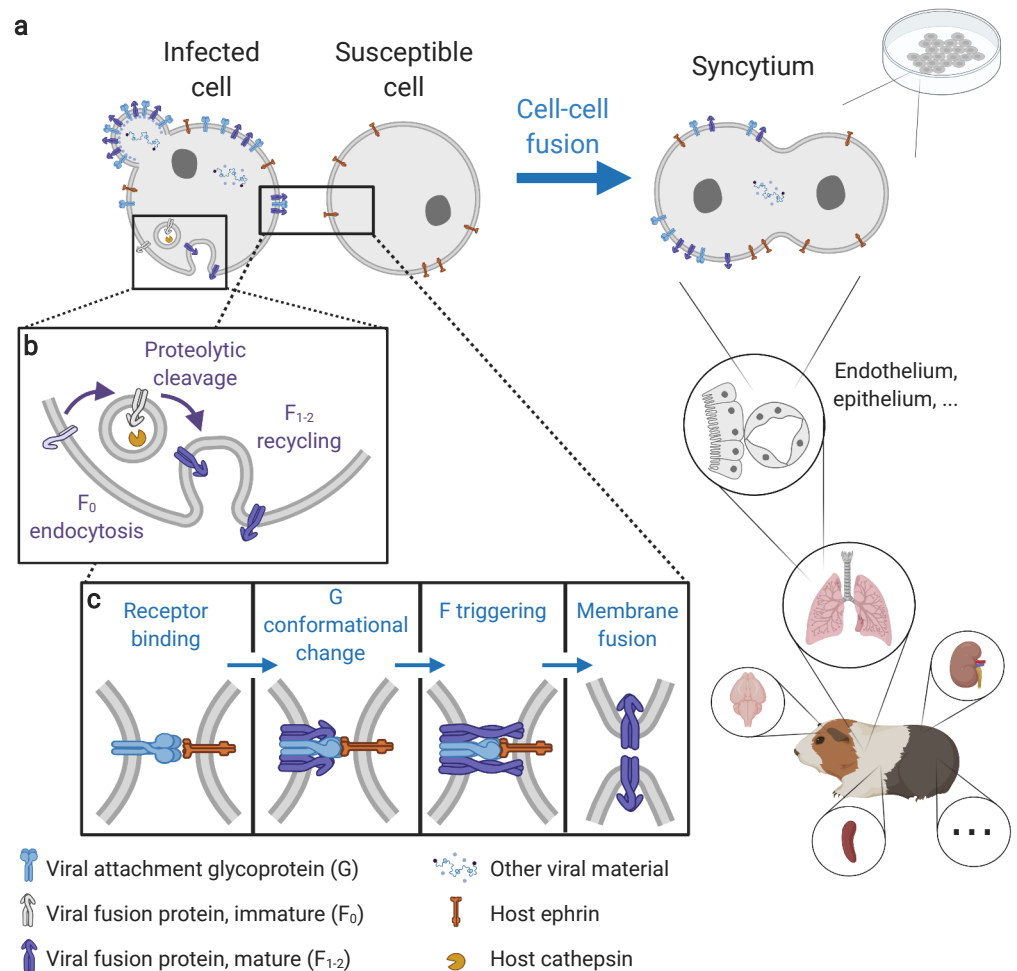 a
Infected
cell
Susceptible
cell
Cell-cell
fusion
Syncytium
b
Proteolytic
cleavage
F1-2
recycling
F0
endocytosis
Endothelium,
epithelium, ...
c
Receptor
binding
G
conformational
change
F triggering
Membrane
fusion
...
Viral attachment glycoprotein (G)
Viral fusion protein, immature (F0)
Viral fusion protein, mature (F1-2)
Other viral material
Host ephrin
Host cathepsin